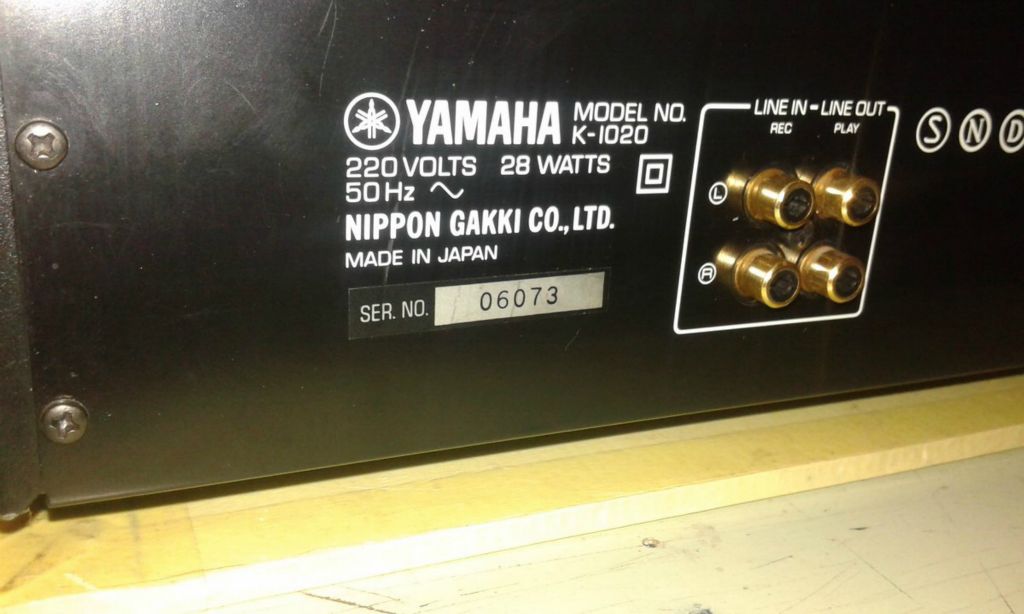 YAMAHA MODEL NO.
K-1020
220 VOLTS 28 WATTS
50 Hz
NIPPON GAKKI CO., LTD.
MADE IN JAPAN
SER. NO. 06073
LINE IN - LINE OUT
REC PLAY
L
R
S N D